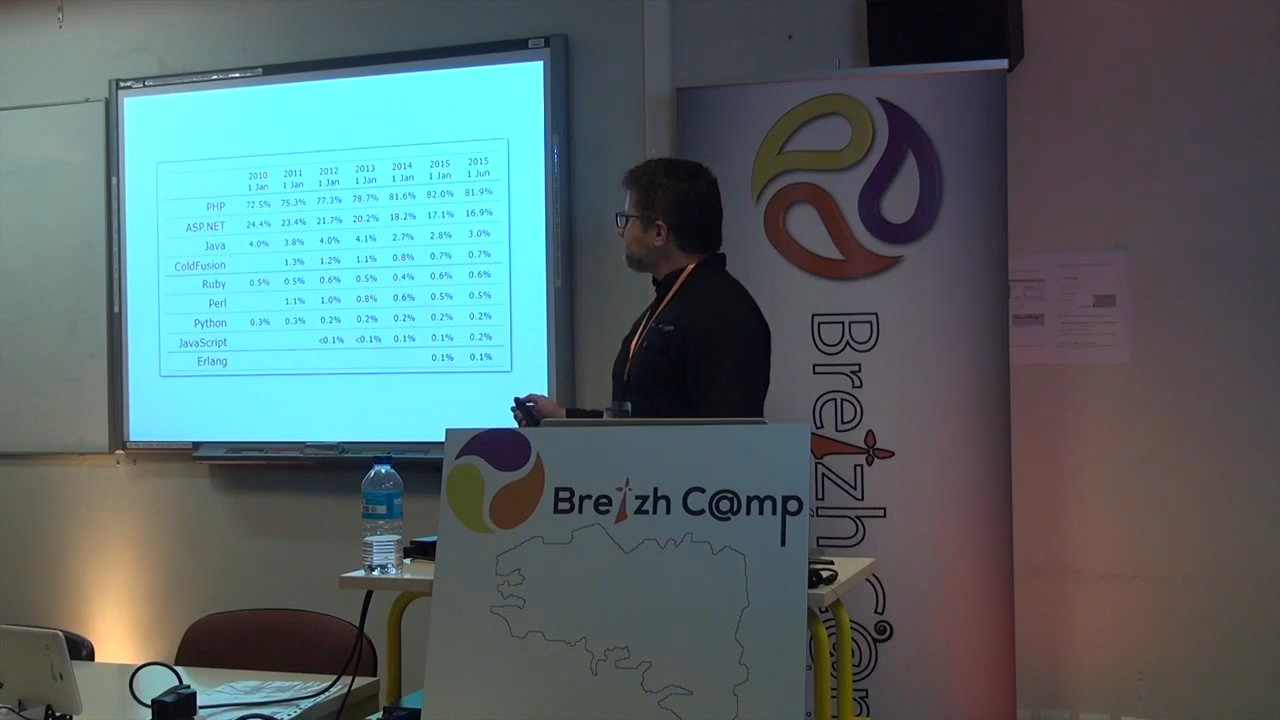 2010 2011 2012 2013 2014 2015 2015
1 Jan 1 Jan 1 Jan 1 Jan 1 Jan 1 Jan 1 Jun
PHP 72.5% 75.3% 77.3% 78.7% 81.6% 82.0% 81.9%
ASP.NET 24.4% 23.4% 21.7% 20.2% 18.2% 17.1% 16.9%
Java 4.0% 3.8% 4.0% 4.1% 2.7% 2.8% 3.0%
ColdFusion 1.3% 1.2% 1.1% 0.8% 0.7% 0.7%
Ruby 0.5% 0.5% 0.6% 0.5% 0.4% 0.6% 0.6%
Perl 1.1% 1.0% 0.8% 0.6% 0.5% 0.5%
Python 0.3% 0.3% 0.2% 0.2% 0.2% 0.2% 0.2%
JavaScript <0.1% <0.1% 0.1% 0.1% 0.2%
Erlang 0.1% 0.1%
Breizh C@mp
Breizh C@m